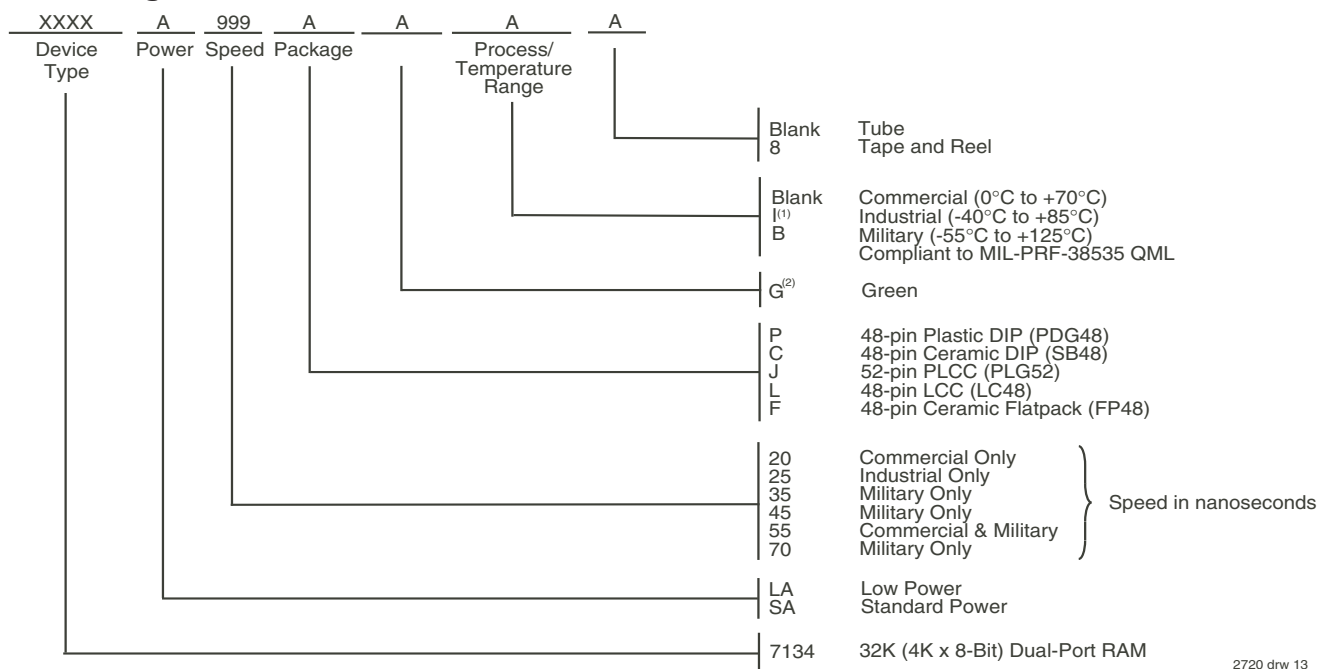 XXXX A 999 A A A A
Device Type Power Speed Package Process/ Temperature Range
Blank Tube
8 Tape and Reel
Blank Commercial (0°C to +70°C)
I(1) Industrial (-40°C to +85°C)
B Military (-55°C to +125°C)
Compliant to MIL-PRF-38535 QML
G(2) Green
P 48-pin Plastic DIP (PDG48)
C 48-pin Ceramic DIP (SB48)
J 52-pin PLCC (PLG52)
L 48-pin LCC (LC48)
F 48-pin Ceramic Flatpack (FP48)
20 Commercial Only
25 Industrial Only
35 Military Only
45 Military Only
55 Commercial & Military
70 Military Only
Speed in nanoseconds
LA Low Power
SA Standard Power
7134 32K (4K x 8-Bit) Dual-Port RAM
2720 drw 13